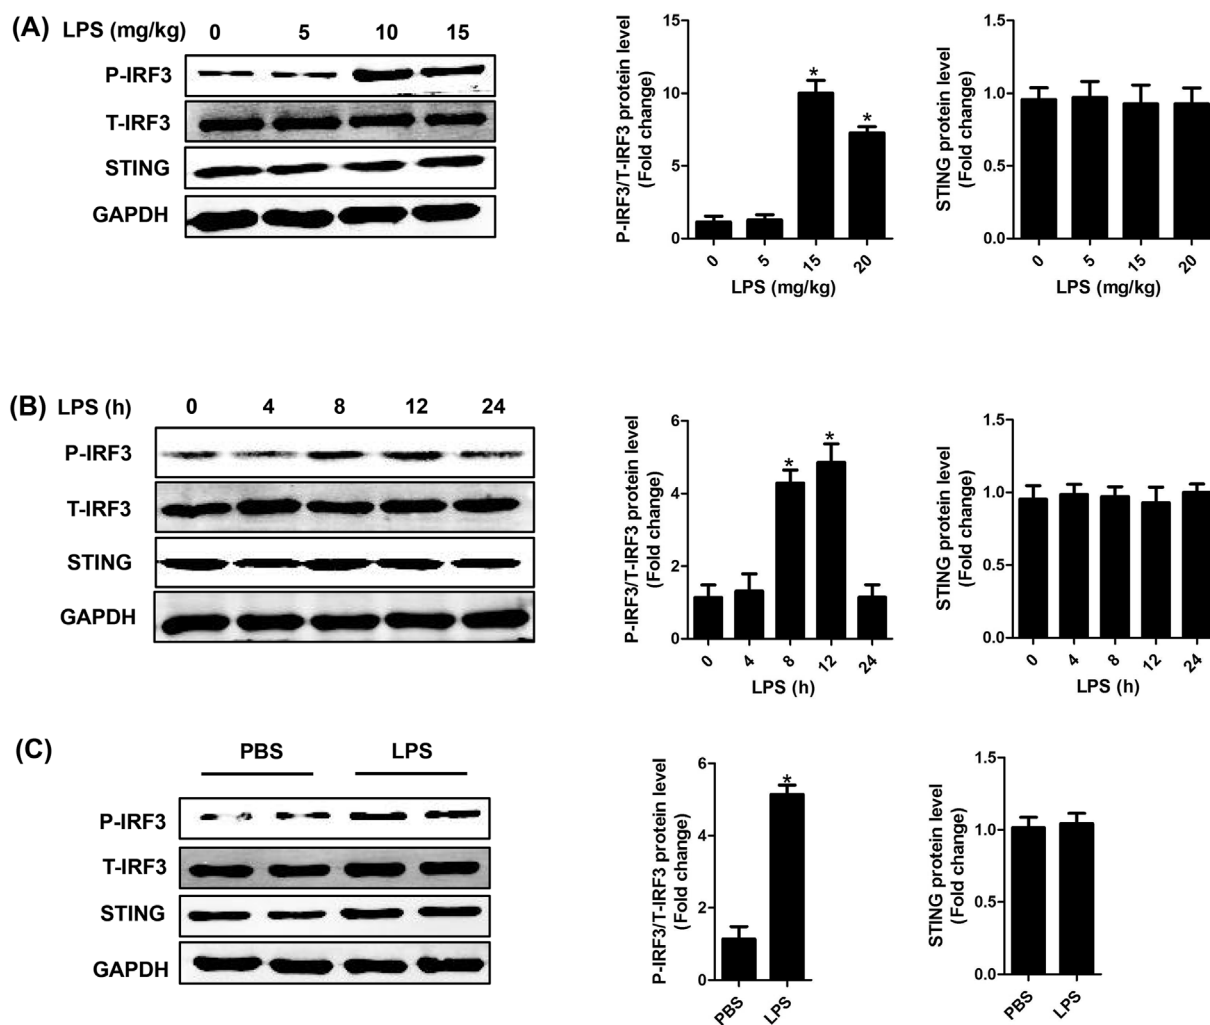 (A) LPS (mg/kg) 0 5 10 15
P-IRF3
T-IRF3
STING
GAPDH
P-IRF3/T-IRF3 protein level
(Fold change)
15
10
5
0
*
*
0 5 15 20
LPS (mg/kg)
STING protein level
(Fold change)
1.5
1.0
0.5
0.0
0 5 15 20
LPS (mg/kg)
(B) LPS (h) 0 4 8 12 24
P-IRF3
T-IRF3
STING
GAPDH
P-IRF3/T-IRF3 protein level
(Fold change)
6
4
2
0
*
*
0 4 8 12 24
LPS (h)
STING protein level
(Fold change)
1.5
1.0
0.5
0.0
0 4 8 12 24
LPS (h)
(C) PBS LPS
P-IRF3
T-IRF3
STING
GAPDH
P-IRF3/T-IRF3 protein level
(Fold change)
6
4
2
0
*
PBS LPS
STING protein level
(Fold change)
1.5
1.0
0.5
0.0
PBS LPS